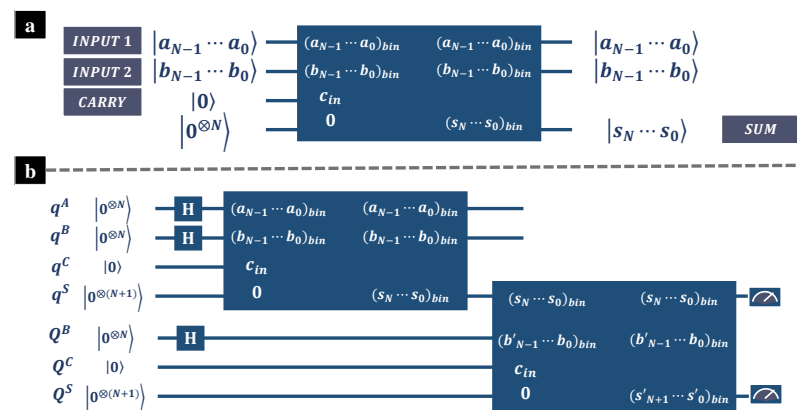 a
INPUT 1 |a_{N−1} ⋯ a_0⟩ (a_{N−1} ⋯ a_0)_{bin} (a_{N−1} ⋯ a_0)_{bin} |a_{N−1} ⋯ a_0⟩
INPUT 2 |b_{N−1} ⋯ b_0⟩ (b_{N−1} ⋯ b_0)_{bin} (b_{N−1} ⋯ b_0)_{bin} |b_{N−1} ⋯ b_0⟩
CARRY |0⟩ c_{in}
|0^{⊗N}⟩ 0 (s_N ⋯ s_0)_{bin} |s_N ⋯ s_0⟩ SUM
b
q^A |0^{⊗N}⟩ H (a_{N−1} ⋯ a_0)_{bin} (a_{N−1} ⋯ a_0)_{bin}
q^B |0^{⊗N}⟩ H (b_{N−1} ⋯ b_0)_{bin} (b_{N−1} ⋯ b_0)_{bin}
q^C |0⟩ c_{in}
q^S |0^{⊗(N+1)}⟩ 0 (s_N ⋯ s_0)_{bin} (s_N ⋯ s_0)_{bin} (s_N ⋯ s_0)_{bin}
Q^B |0^{⊗N}⟩ H (b'_{N−1} ⋯ b_0)_{bin} (b'_{N−1} ⋯ b_0)_{bin}
Q^C |0⟩ c_{in}
Q^S |0^{⊗(N+1)}⟩ 0 (s'_{N+1} ⋯ s'_0)_{bin}